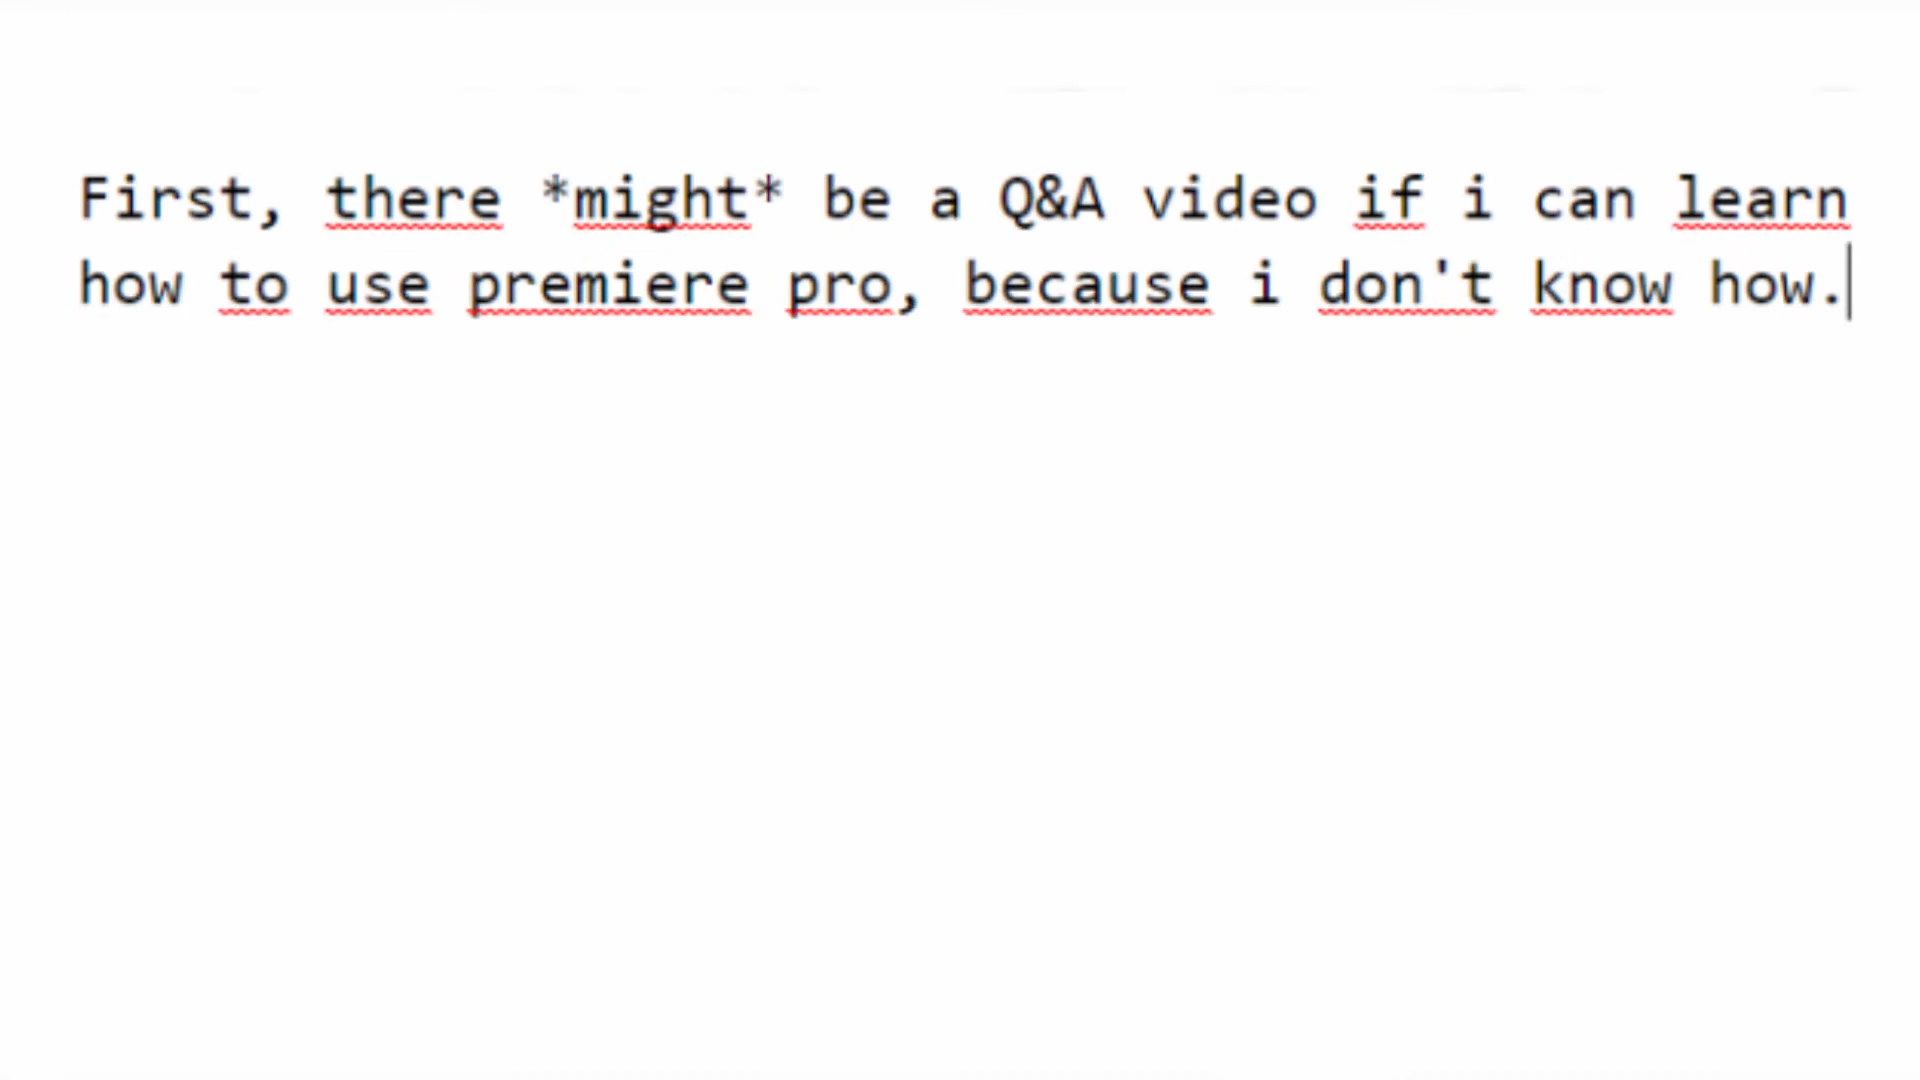 First, there *might* be a Q&A video if i can learn
how to use premiere pro, because i don't know how.